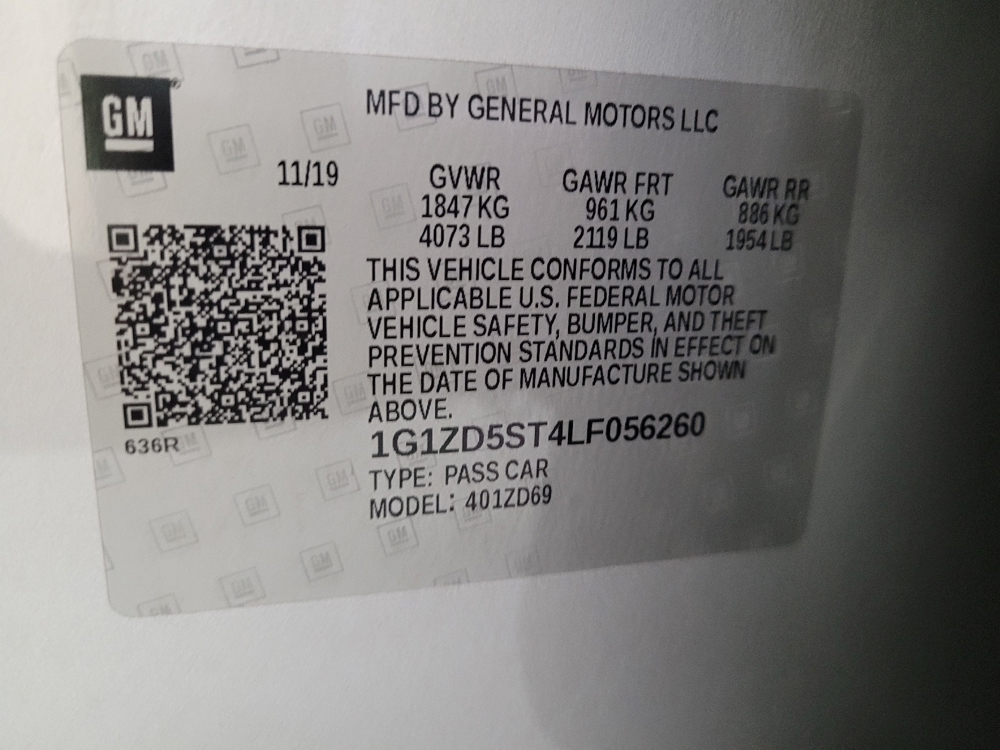 GM
MFD BY GENERAL MOTORS LLC
11/19 GVWR GAWR FRT GAWR RR
1847 KG 961 KG 886 KG
4073 LB 2119 LB 1954 LB
THIS VEHICLE CONFORMS TO ALL
APPLICABLE U.S. FEDERAL MOTOR
VEHICLE SAFETY, BUMPER, AND THEFT
PREVENTION STANDARDS IN EFFECT ON
THE DATE OF MANUFACTURE SHOWN
ABOVE.
636R
1G1ZD5ST4LF056260
TYPE: PASS CAR
MODEL: 401ZD69